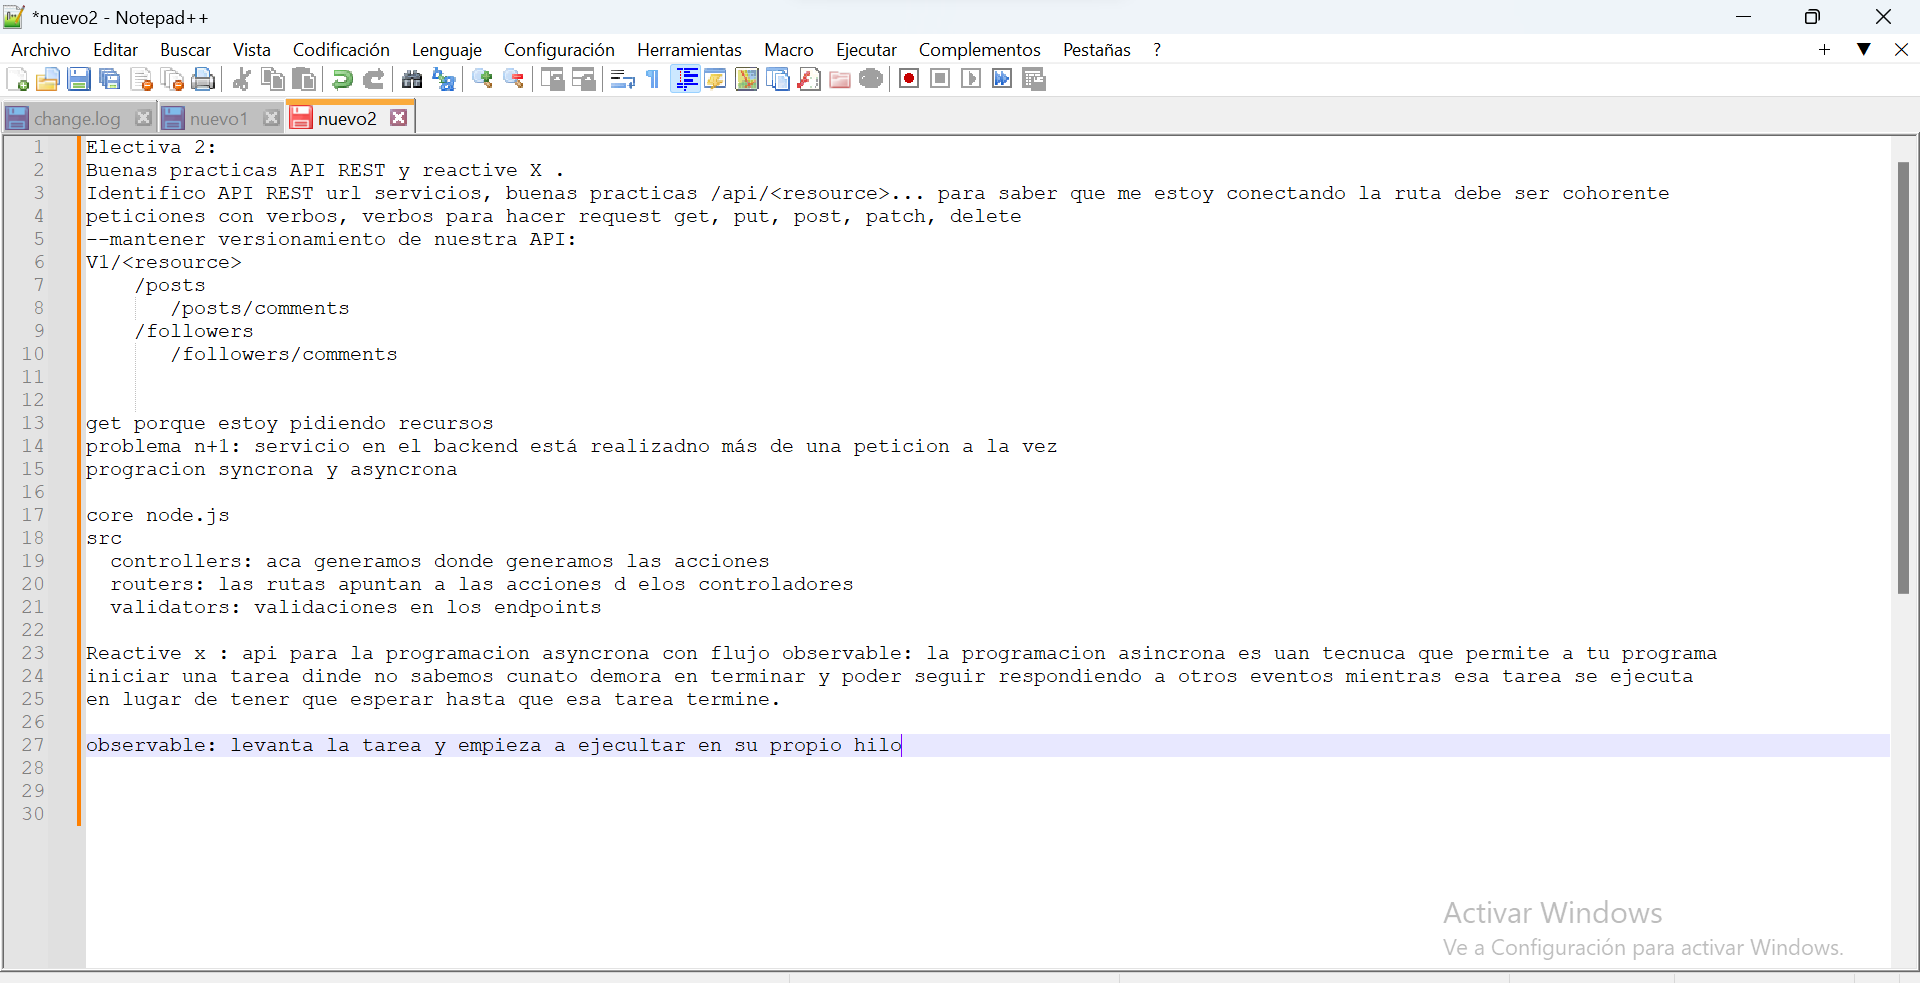 *nuevo2 - Notepad++
Archivo Editar Buscar Vista Codificación Lenguaje Configuración Herramientas Macro Ejecutar Complementos Pestañas ?
change.log nuevo1 nuevo2
1 Electiva 2:
2 Buenas practicas API REST y reactive X .
3 Identifico API REST url servicios, buenas practicas /api/<resource>... para saber que me estoy conectando la ruta debe ser cohorente
4 peticiones con verbos, verbos para hacer request get, put, post, patch, delete
5 --mantener versionamiento de nuestra API:
6 V1/<resource>
7 /posts
8 /posts/comments
9 /followers
10 /followers/comments
11
12
13 get porque estoy pidiendo recursos
14 problema n+1: servicio en el backend está realizadno más de una peticion a la vez
15 progracion syncrona y asyncrona
16
17 core node.js
18 src
19 controllers: aca generamos donde generamos las acciones
20 routers: las rutas apuntan a las acciones d elos controladores
21 validators: validaciones en los endpoints
22
23 Reactive x : api para la programacion asyncrona con flujo observable: la programacion asincrona es uan tecnuca que permite a tu programa
24 iniciar una tarea dinde no sabemos cunato demora en terminar y poder seguir respondiendo a otros eventos mientras esa tarea se ejecuta
25 en lugar de tener que esperar hasta que esa tarea termine.
26
27 observable: levanta la tarea y empieza a ejecultar en su propio hilo
28
29
30
Activar Windows
Ve a Configuración para activar Windows.